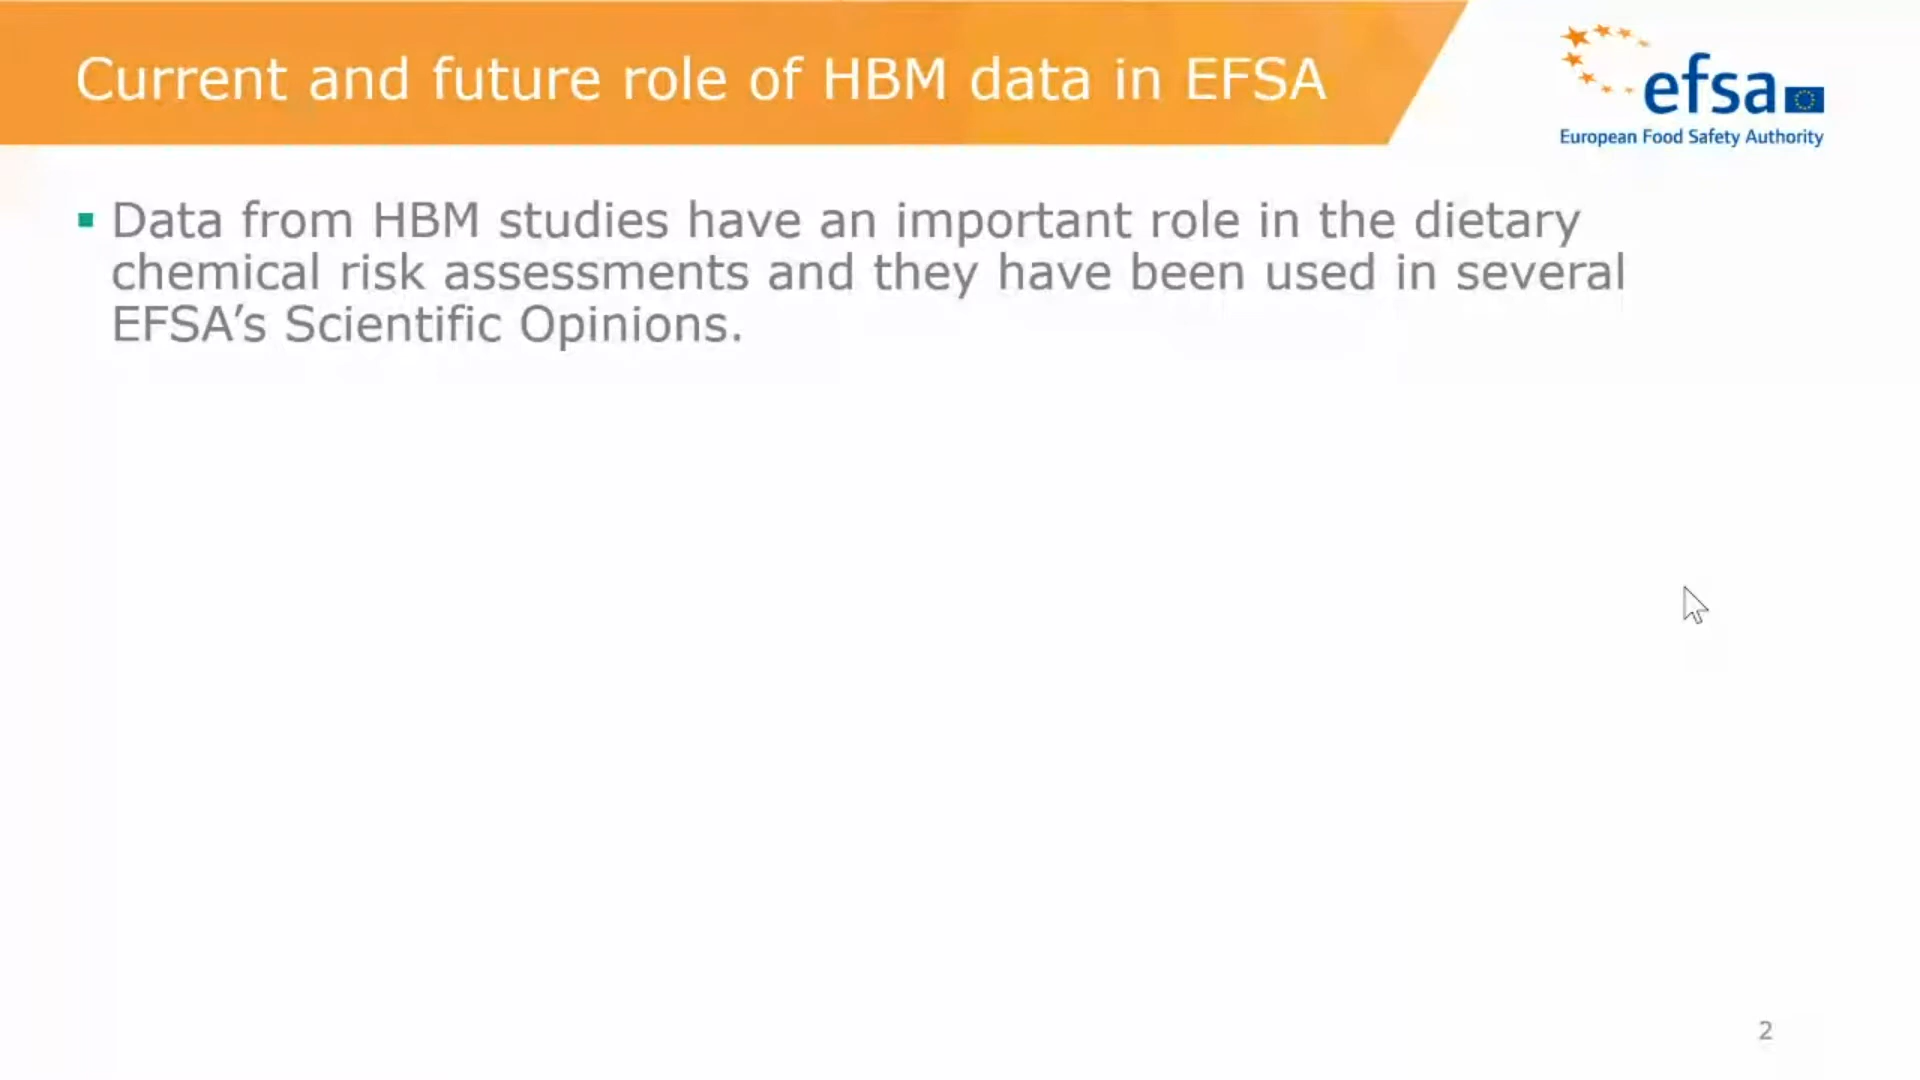 Current and future role of HBM data in EFSA
efsa
European Food Safety Authority
Data from HBM studies have an important role in the dietary
chemical risk assessments and they have been used in several
EFSA’s Scientific Opinions.
2